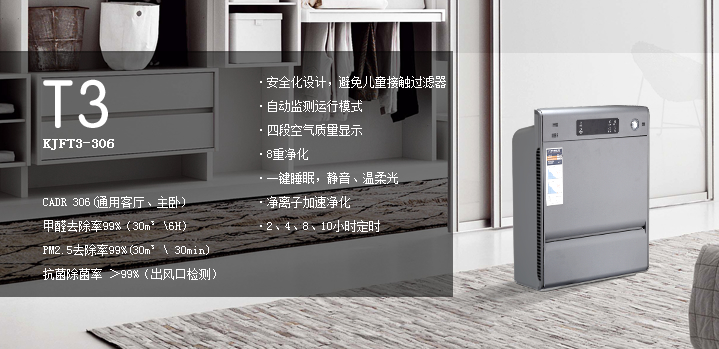 T3
KJFT3-306
CADR 306(通用客厅、主卧)
甲醛去除率99%(30m³ \6H)
PM2.5去除率99%(30m³ \ 30min)
抗菌除菌率 >99%(出风口检测)
·安全化设计，避免儿童接触过滤器
·自动监测运行模式
·四段空气质量显示
·8重净化
·一键睡眠，静音、温柔光
·净离子加速净化
·2、4、8、10小时定时